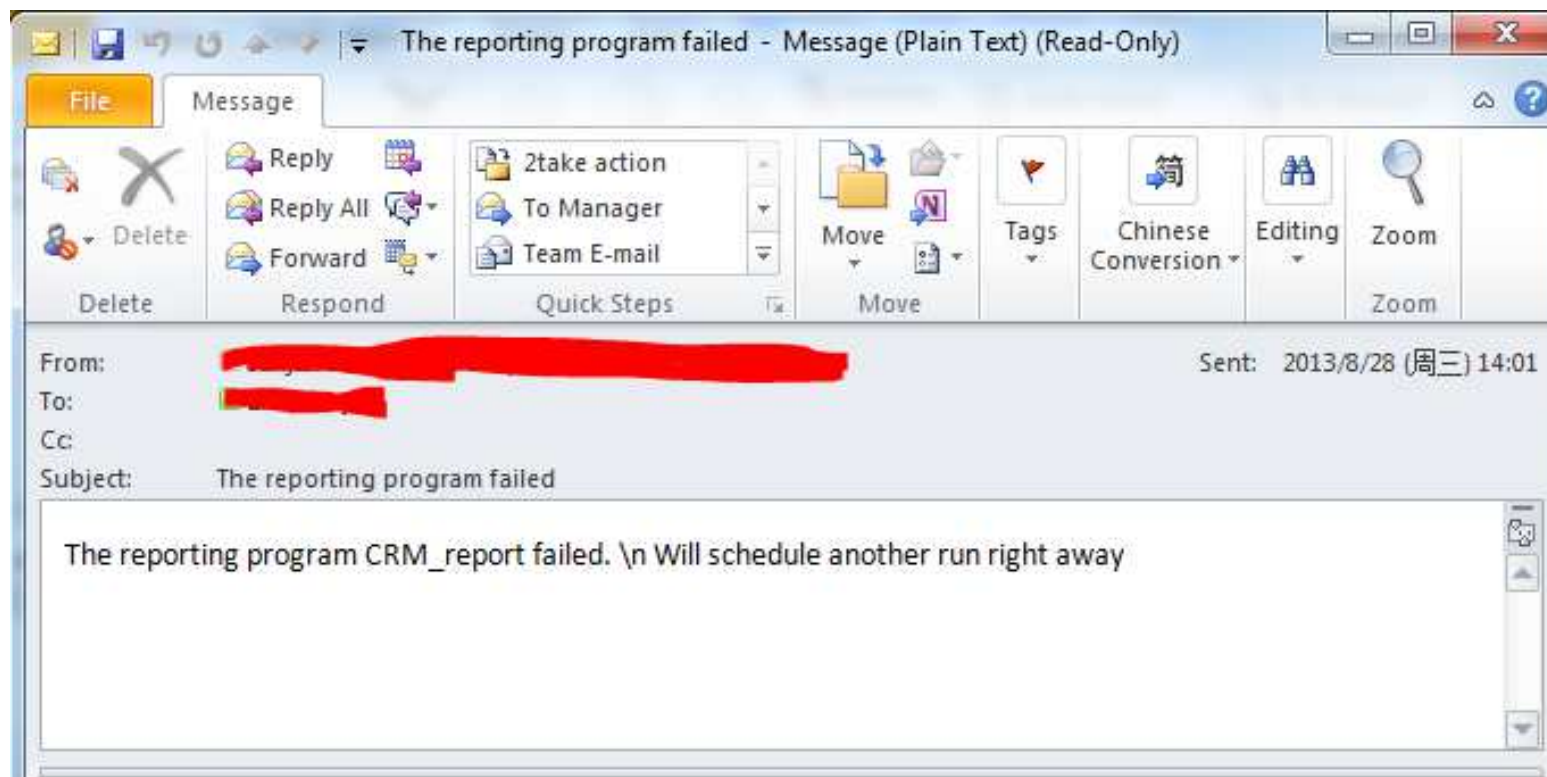 The reporting program failed - Message (Plain Text) (Read-Only)
File Message
Reply
Reply All
Forward
Delete
2take action
To Manager
Team E-mail
Move
Tags
Chinese Conversion
简
Editing
Zoom
Delete Respond Quick Steps Move Zoom
From: Sent: 2013/8/28 (周三) 14:01
To:
Cc:
Subject: The reporting program failed
The reporting program CRM_report failed. \n Will schedule another run right away